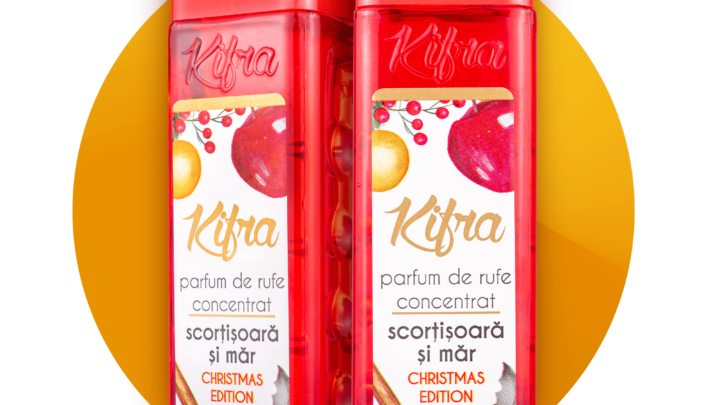 Kifra
Kifra
parfum de rufe
concentrat
scorțișoară
și măr
CHRISTMAS
EDITION
Kifra
Kifra
parfum de rufe
concentrat
scorțișoară
și măr
CHRISTMAS
EDITION